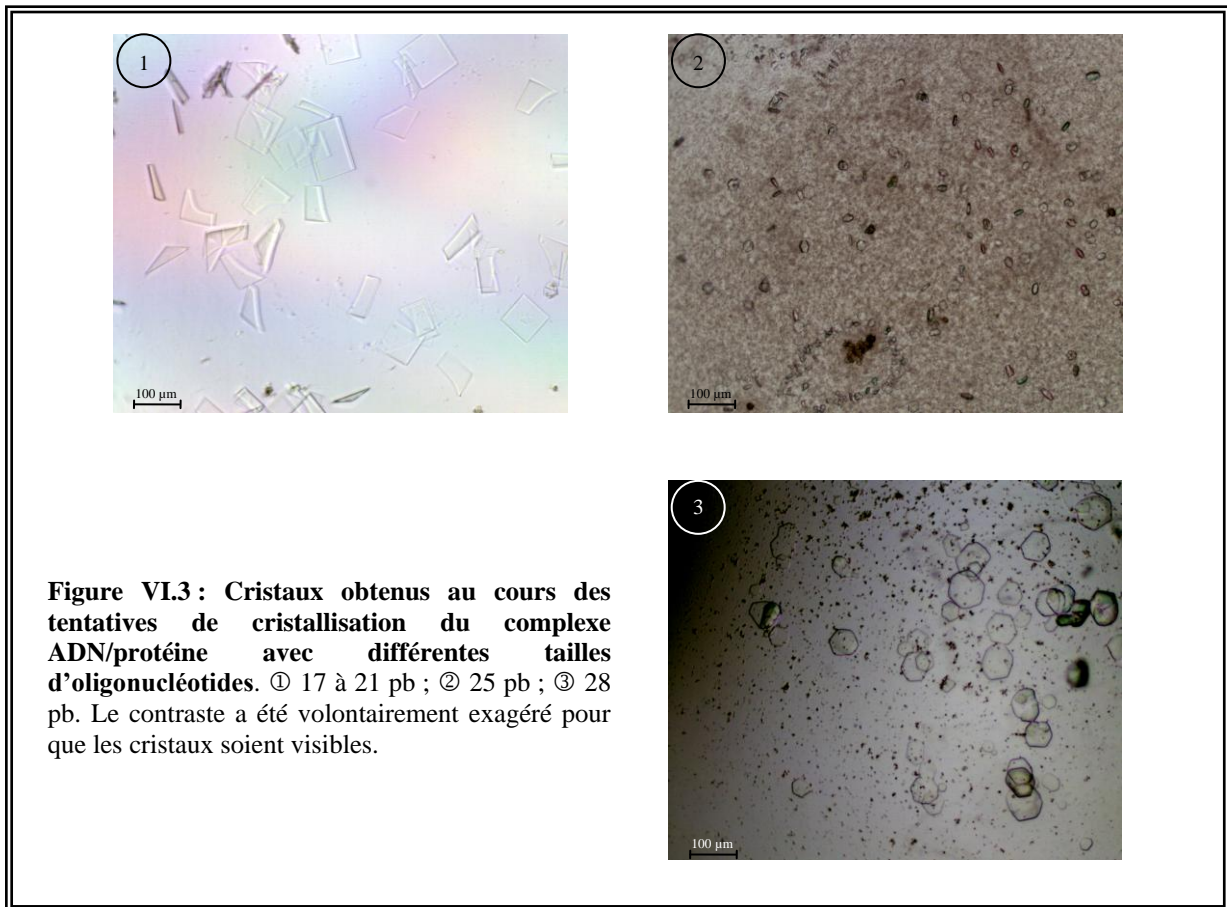 1
2
100 µm
100 µm
3
Figure VI.3 : Cristaux obtenus au cours des
tentatives de cristallisation du complexe
ADN/protéine avec différentes tailles
d’oligonucléotides. ① 17 à 21 pb ; ② 25 pb ; ③ 28
pb. Le contraste a été volontairement exagéré pour
que les cristaux soient visibles.
100 µm